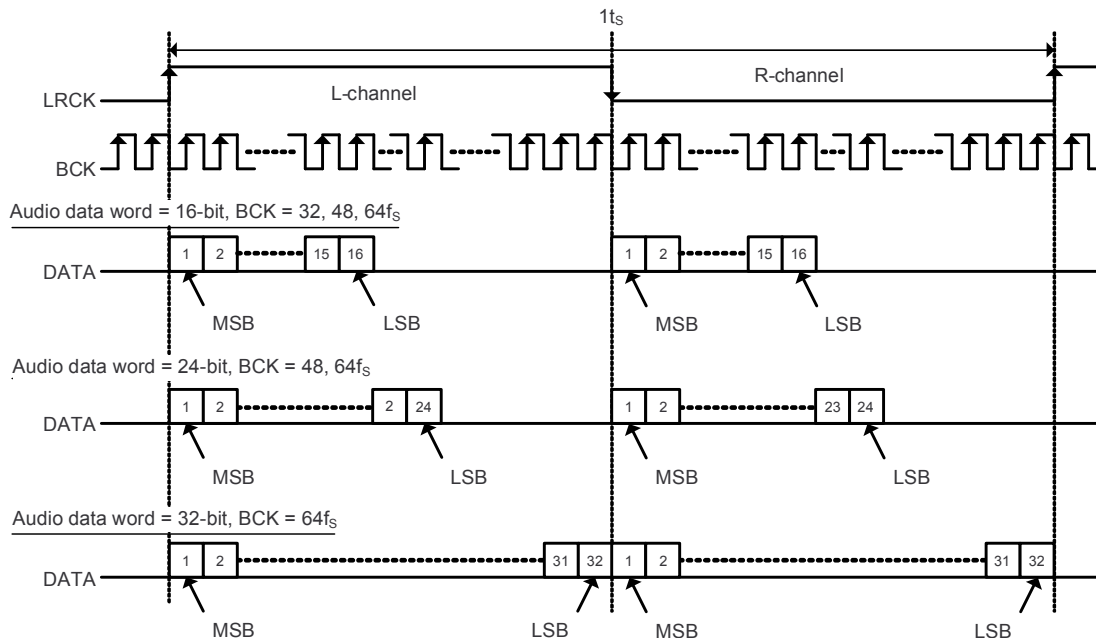 1tS
L-channel
R-channel
LRCK
BCK
Audio data word = 16-bit, BCK = 32, 48, 64fS
1 2 15 16 1 2 15 16
DATA
MSB LSB MSB LSB
Audio data word = 24-bit, BCK = 48, 64fS
1 2 2 24 1 2 23 24
DATA
MSB LSB MSB LSB
Audio data word = 32-bit, BCK = 64fS
1 2 31 32 1 2 31 32
DATA
MSB LSB MSB LSB